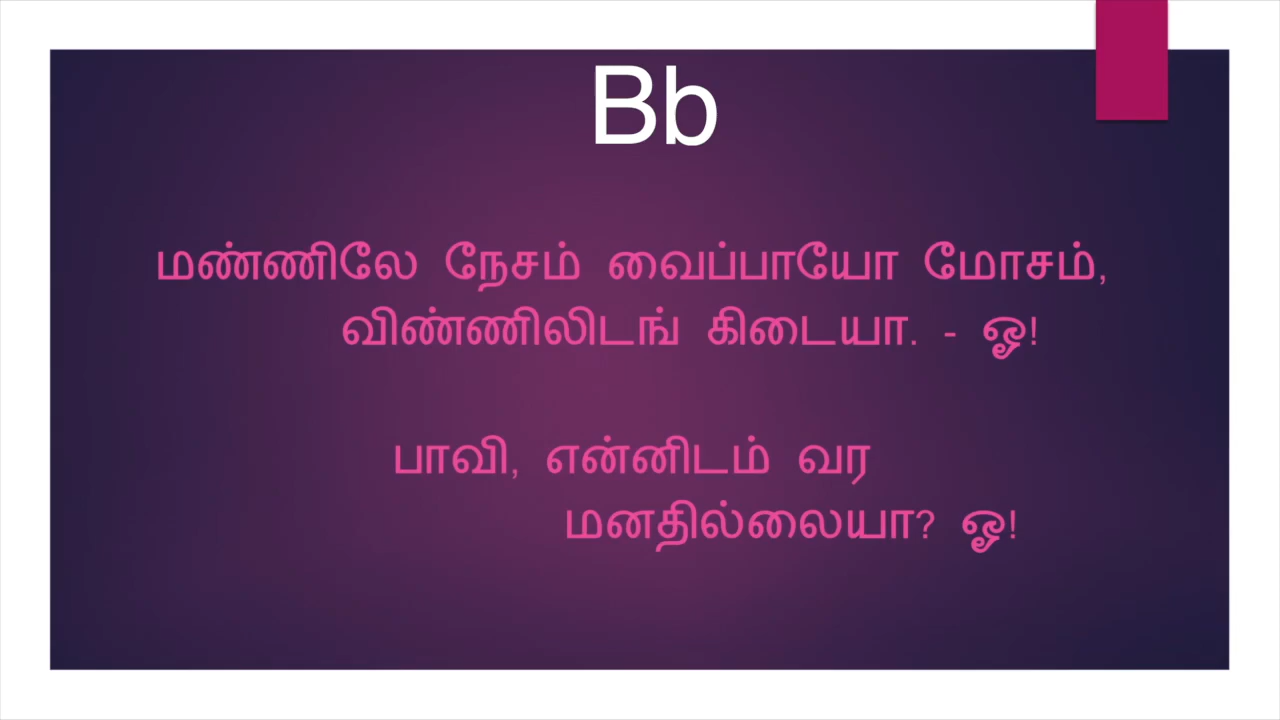 Bb
மண்ணிலே நேசம் வைப்பாயோ மோசம்,
விண்ணிலிடங் கிடையா. - ஓ!
பாவி, என்னிடம் வர
மனதில்லையா? ஓ!